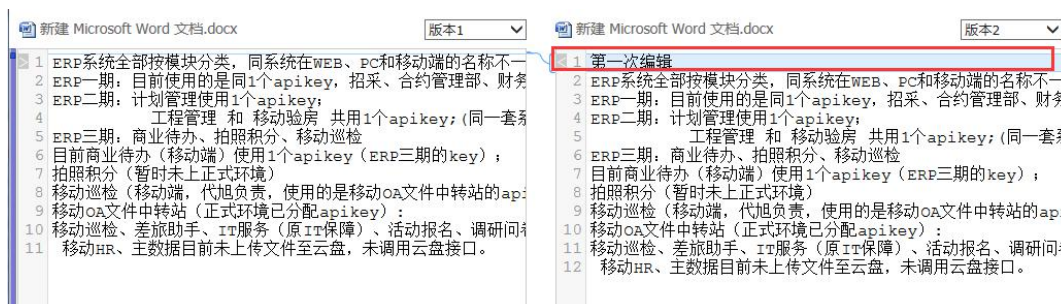 新建 Microsoft Word 文档.docx
版本1
1 ERP系统全部按模块分类，同系统在WEB、PC和移动端的名称不一
2 ERP一期：目前使用的是同1个apikey，招采、合约管理部、财务
3 ERP二期：计划管理使用1个apikey；
4 工程管理 和 移动验房 共用1个apikey；(同一套系
5 ERP三期：商业待办、拍照积分、移动巡检
6 目前商业待办（移动端）使用1个apikey（ERP三期的key）；
7 拍照积分（暂时未上正式环境）
8 移动巡检（移动端，代旭负责，使用的是移动OA文件中转站的api
9 移动OA文件中转站（正式环境已分配apikey）：
10 移动巡检、差旅助手、IT服务（原IT保障）、活动报名、调研问
11 移动HR、主数据目前未上传文件至云盘，未调用云盘接口。
新建 Microsoft Word 文档.docx
版本2
1 第一次编辑
2 ERP系统全部按模块分类，同系统在WEB、PC和移动端的名称不一
3 ERP一期：目前使用的是同1个apikey，招采、合约管理部、财务
4 ERP二期：计划管理使用1个apikey；
5 工程管理 和 移动验房 共用1个apikey；(同一套
6 ERP三期：商业待办、拍照积分、移动巡检
7 目前商业待办（移动端）使用1个apikey（ERP三期的key）；
8 拍照积分（暂时未上正式环境）
9 移动巡检（移动端，代旭负责，使用的是移动OA文件中转站的ap
10 移动OA文件中转站（正式环境已分配apikey）：
11 移动巡检、差旅助手、IT服务（原IT保障）、活动报名、调研问
12 移动HR、主数据目前未上传文件至云盘，未调用云盘接口。